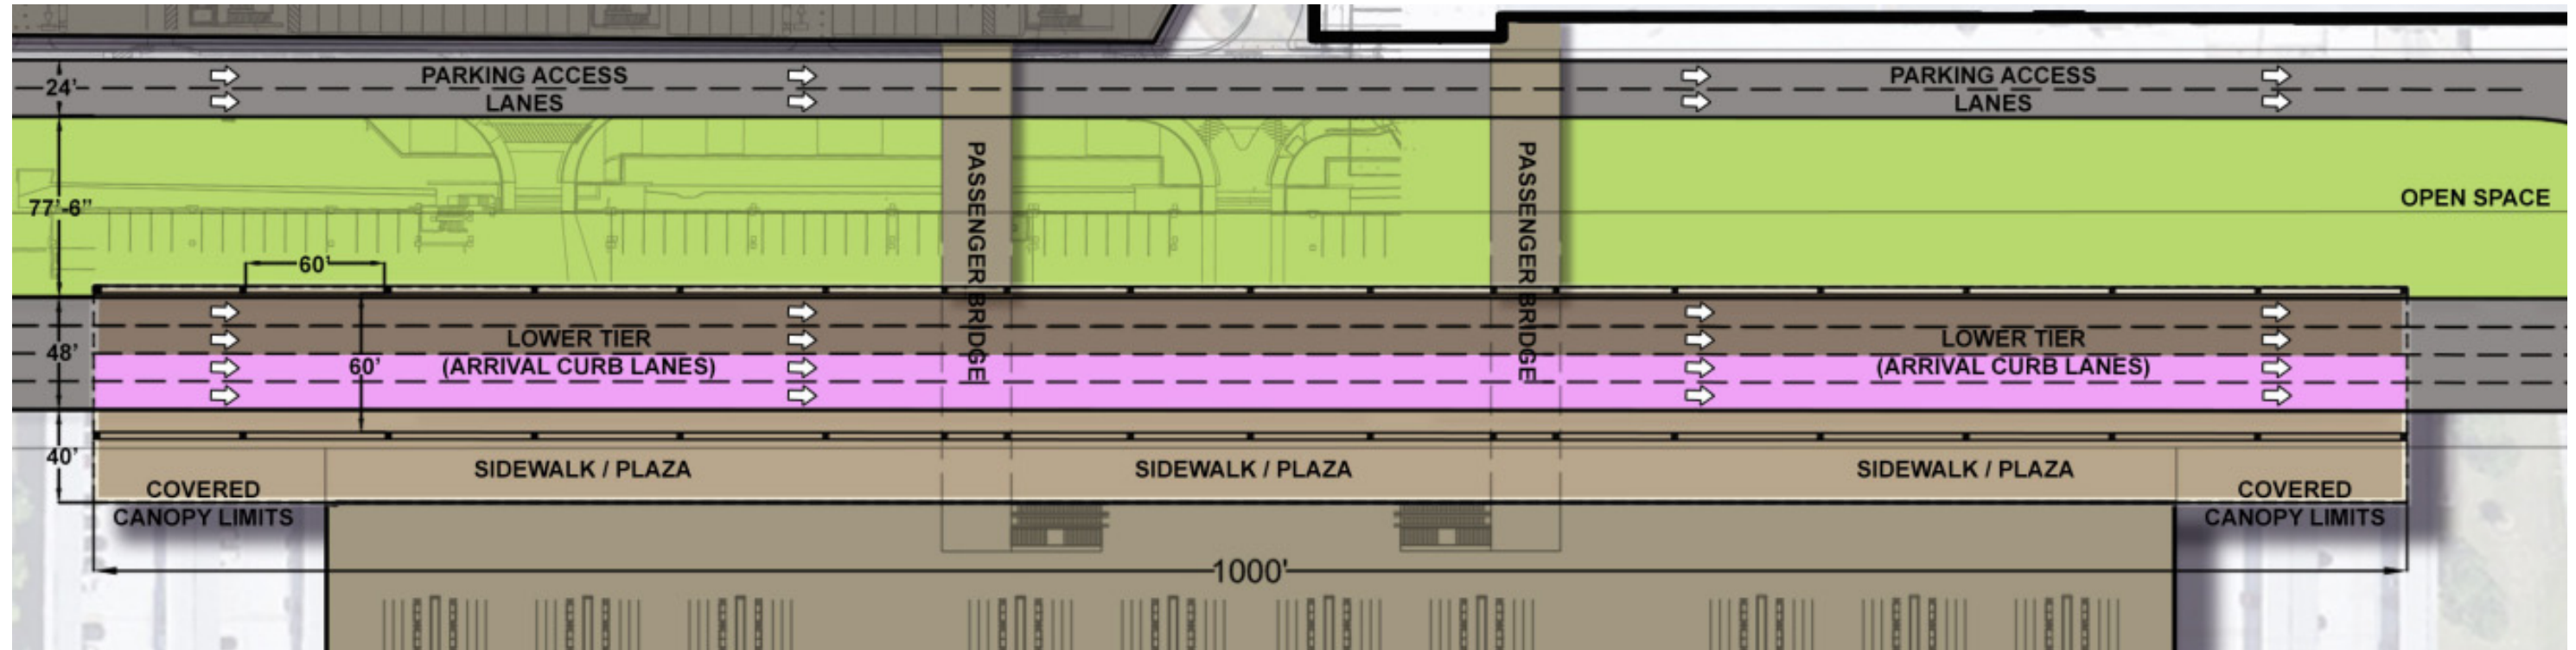 PARKING ACCESS
LANES
PARKING ACCESS
LANES
24'
77'-6"
60'
PASSENGER BRIDGE
PASSENGER BRIDGE
OPEN SPACE
48'
60'
LOWER TIER
(ARRIVAL CURB LANES)
LOWER TIER
(ARRIVAL CURB LANES)
40'
SIDEWALK / PLAZA
SIDEWALK / PLAZA
SIDEWALK / PLAZA
COVERED
CANOPY LIMITS
COVERED
CANOPY LIMITS
1000'